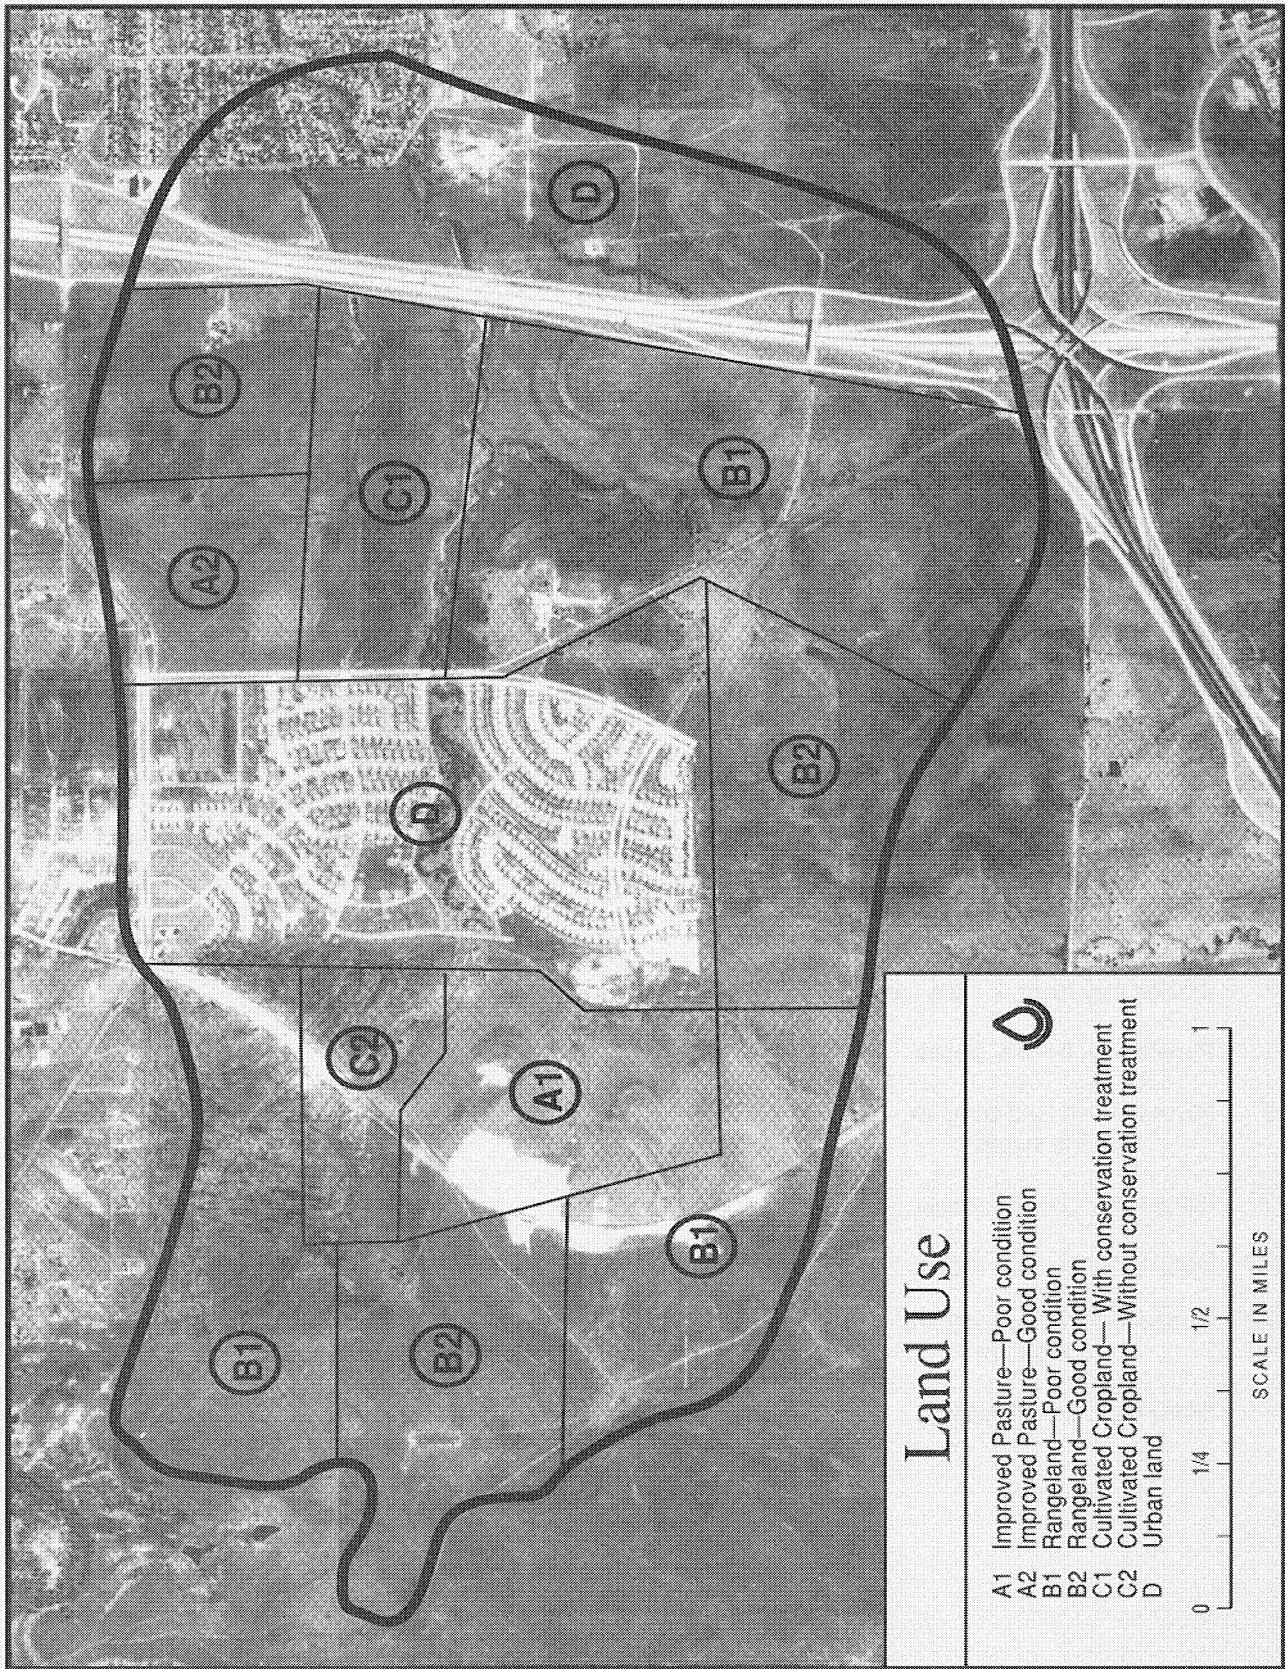 B1
B2
B1
C2
A1
D
B2
A2
B2
C1
B1
D
Land Use
A1 Improved Pasture—Poor condition
A2 Improved Pasture—Good condition
B1 Rangeland—Poor condition
B2 Rangeland—Good condition
C1 Cultivated Cropland—With conservation treatment
C2 Cultivated Cropland—Without conservation treatment
D Urban land
0 1/4 1/2 1
SCALE IN MILES